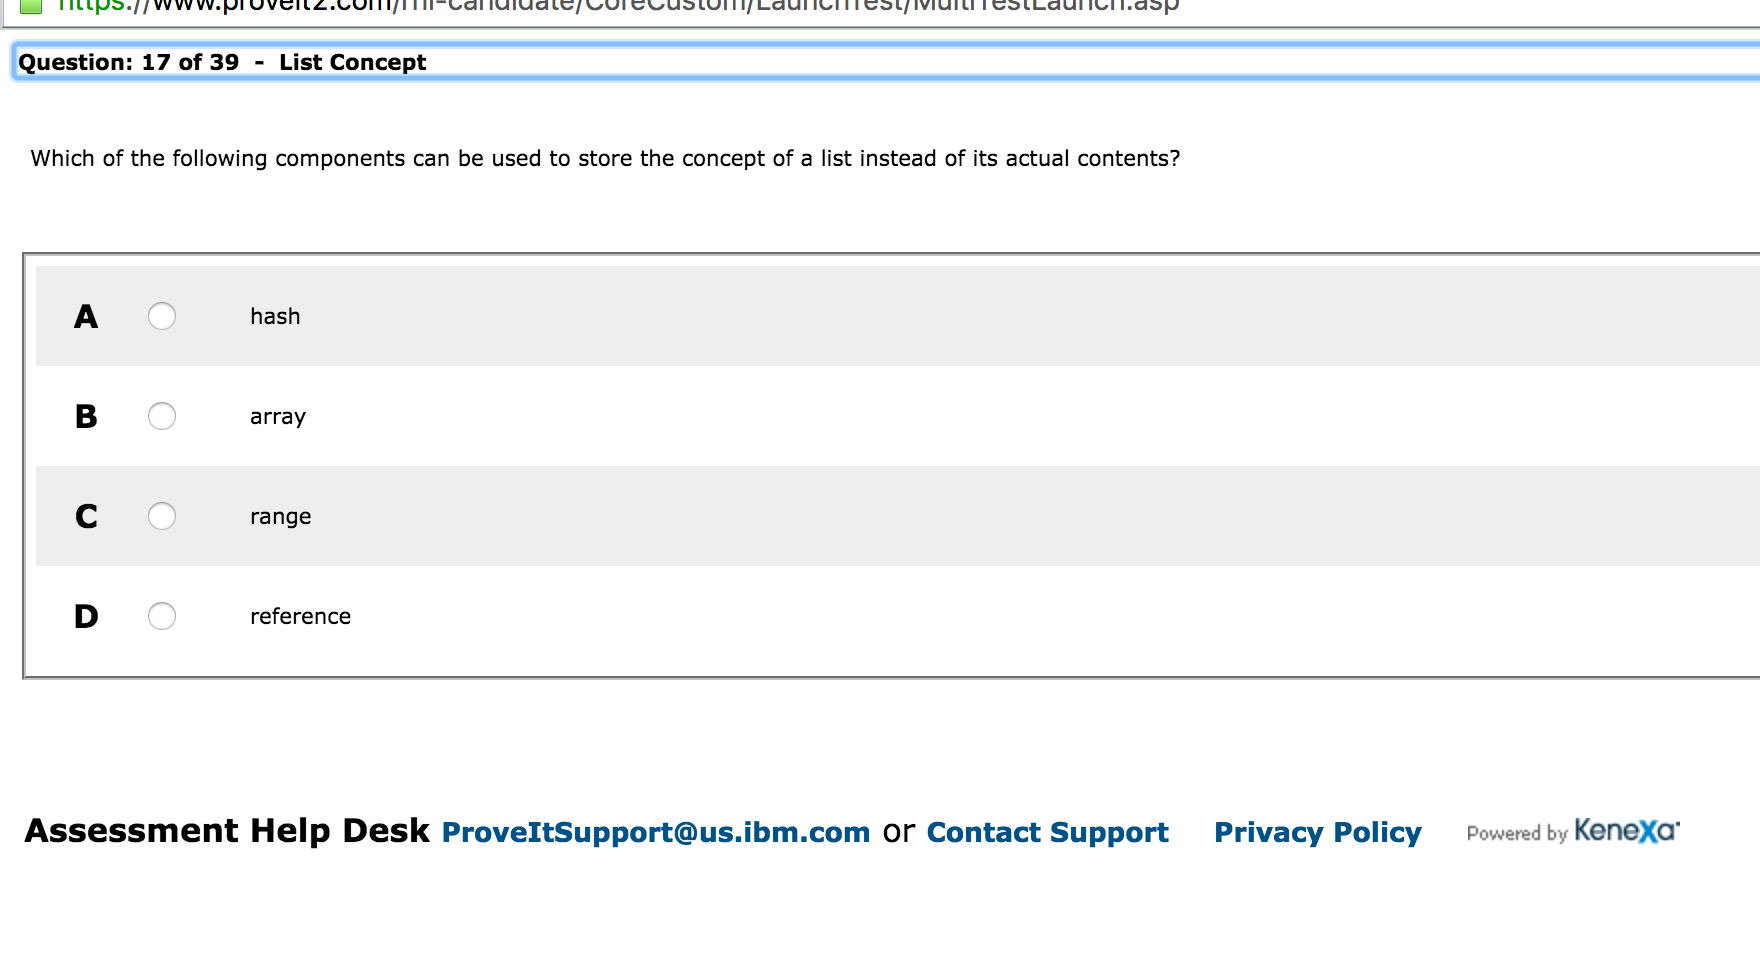 https://www.proveit2.com/rhi-candidate/CoreCustom/LaunchTest/MultiTestLaunch.asp
Question: 17 of 39 - List Concept
Which of the following components can be used to store the concept of a list instead of its actual contents?
A hash
B array
C range
D reference
Assessment Help Desk ProveItSupport@us.ibm.com or Contact Support Privacy Policy Powered by Kenexa